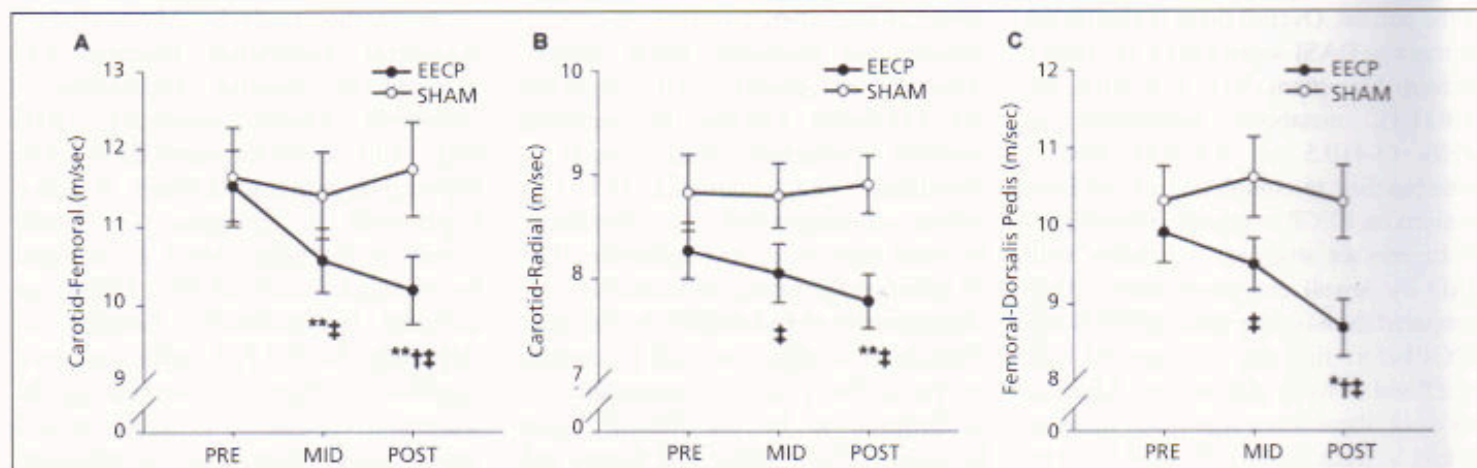 A
Carotid-Femoral (m/sec)
13
12
11
10
9
0
EECP
SHAM
**‡
**†‡
PRE MID POST
B
Carotid-Radial (m/sec)
10
9
8
7
0
EECP
SHAM
‡
**‡
PRE MID POST
C
Femoral-Dorsalis Pedis (m/sec)
12
11
10
9
8
0
EECP
SHAM
‡
*†‡
PRE MID POST